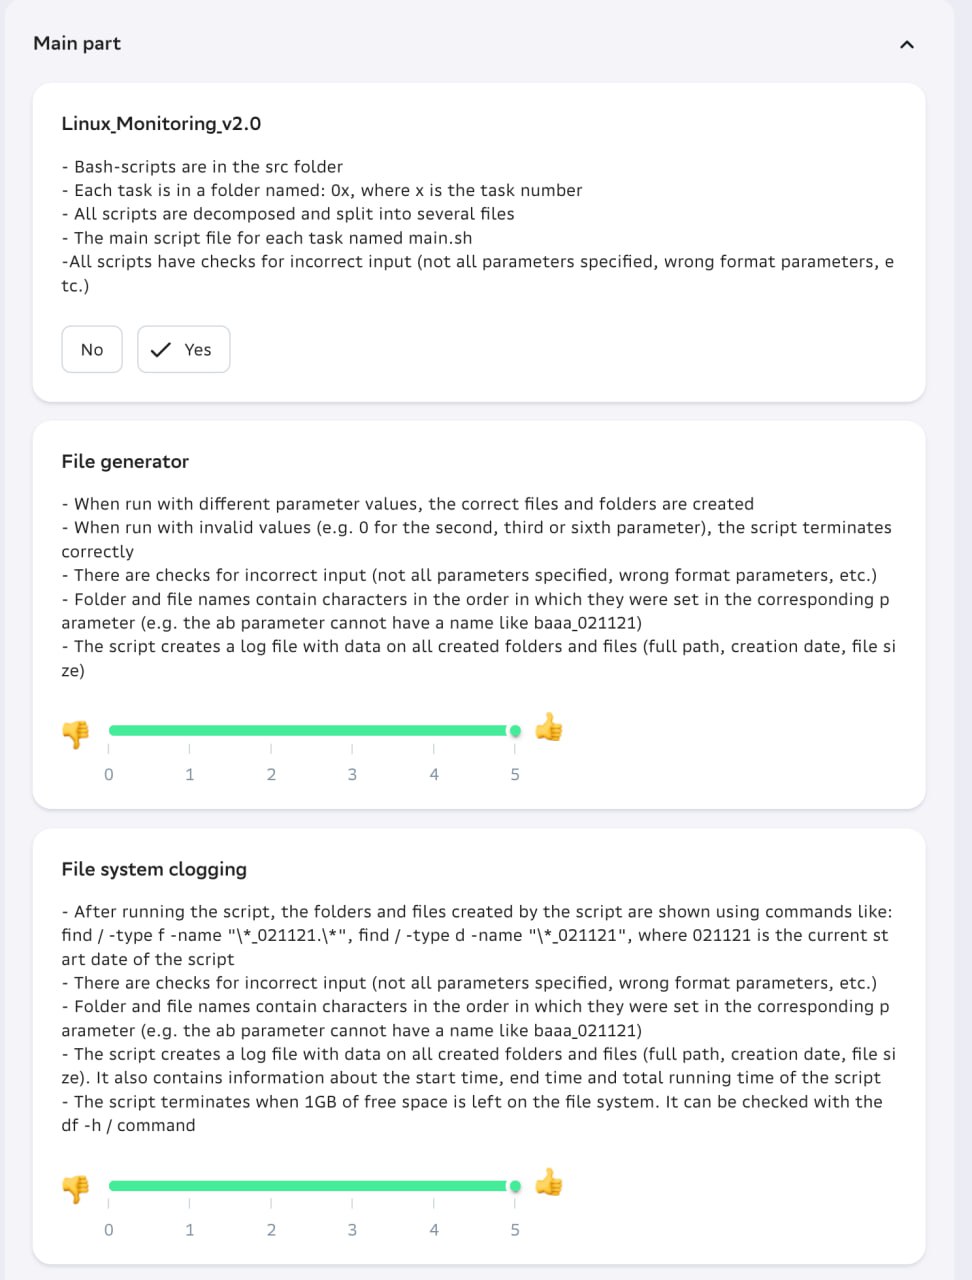 Main part
Linux_Monitoring_v2.0
- Bash-scripts are in the src folder
- Each task is in a folder named: 0x, where x is the task number
- All scripts are decomposed and split into several files
- The main script file for each task named main.sh
-All scripts have checks for incorrect input (not all parameters specified, wrong format parameters, e
tc.)
No
Yes
File generator
- When run with different parameter values, the correct files and folders are created
- When run with invalid values (e.g. 0 for the second, third or sixth parameter), the script terminates
correctly
- There are checks for incorrect input (not all parameters specified, wrong format parameters, etc.)
- Folder and file names contain characters in the order in which they were set in the corresponding p
arameter (e.g. the ab parameter cannot have a name like baaa_021121)
- The script creates a log file with data on all created folders and files (full path, creation date, file si
ze)
0 1 2 3 4 5
File system clogging
- After running the script, the folders and files created by the script are shown using commands like:
find / -type f -name "\*_021121.\*", find / -type d -name "\*_021121", where 021121 is the current st
art date of the script
- There are checks for incorrect input (not all parameters specified, wrong format parameters, etc.)
- Folder and file names contain characters in the order in which they were set in the corresponding p
arameter (e.g. the ab parameter cannot have a name like baaa_021121)
- The script creates a log file with data on all created folders and files (full path, creation date, file si
ze). It also contains information about the start time, end time and total running time of the script
- The script terminates when 1GB of free space is left on the file system. It can be checked with the
df -h / command
0 1 2 3 4 5